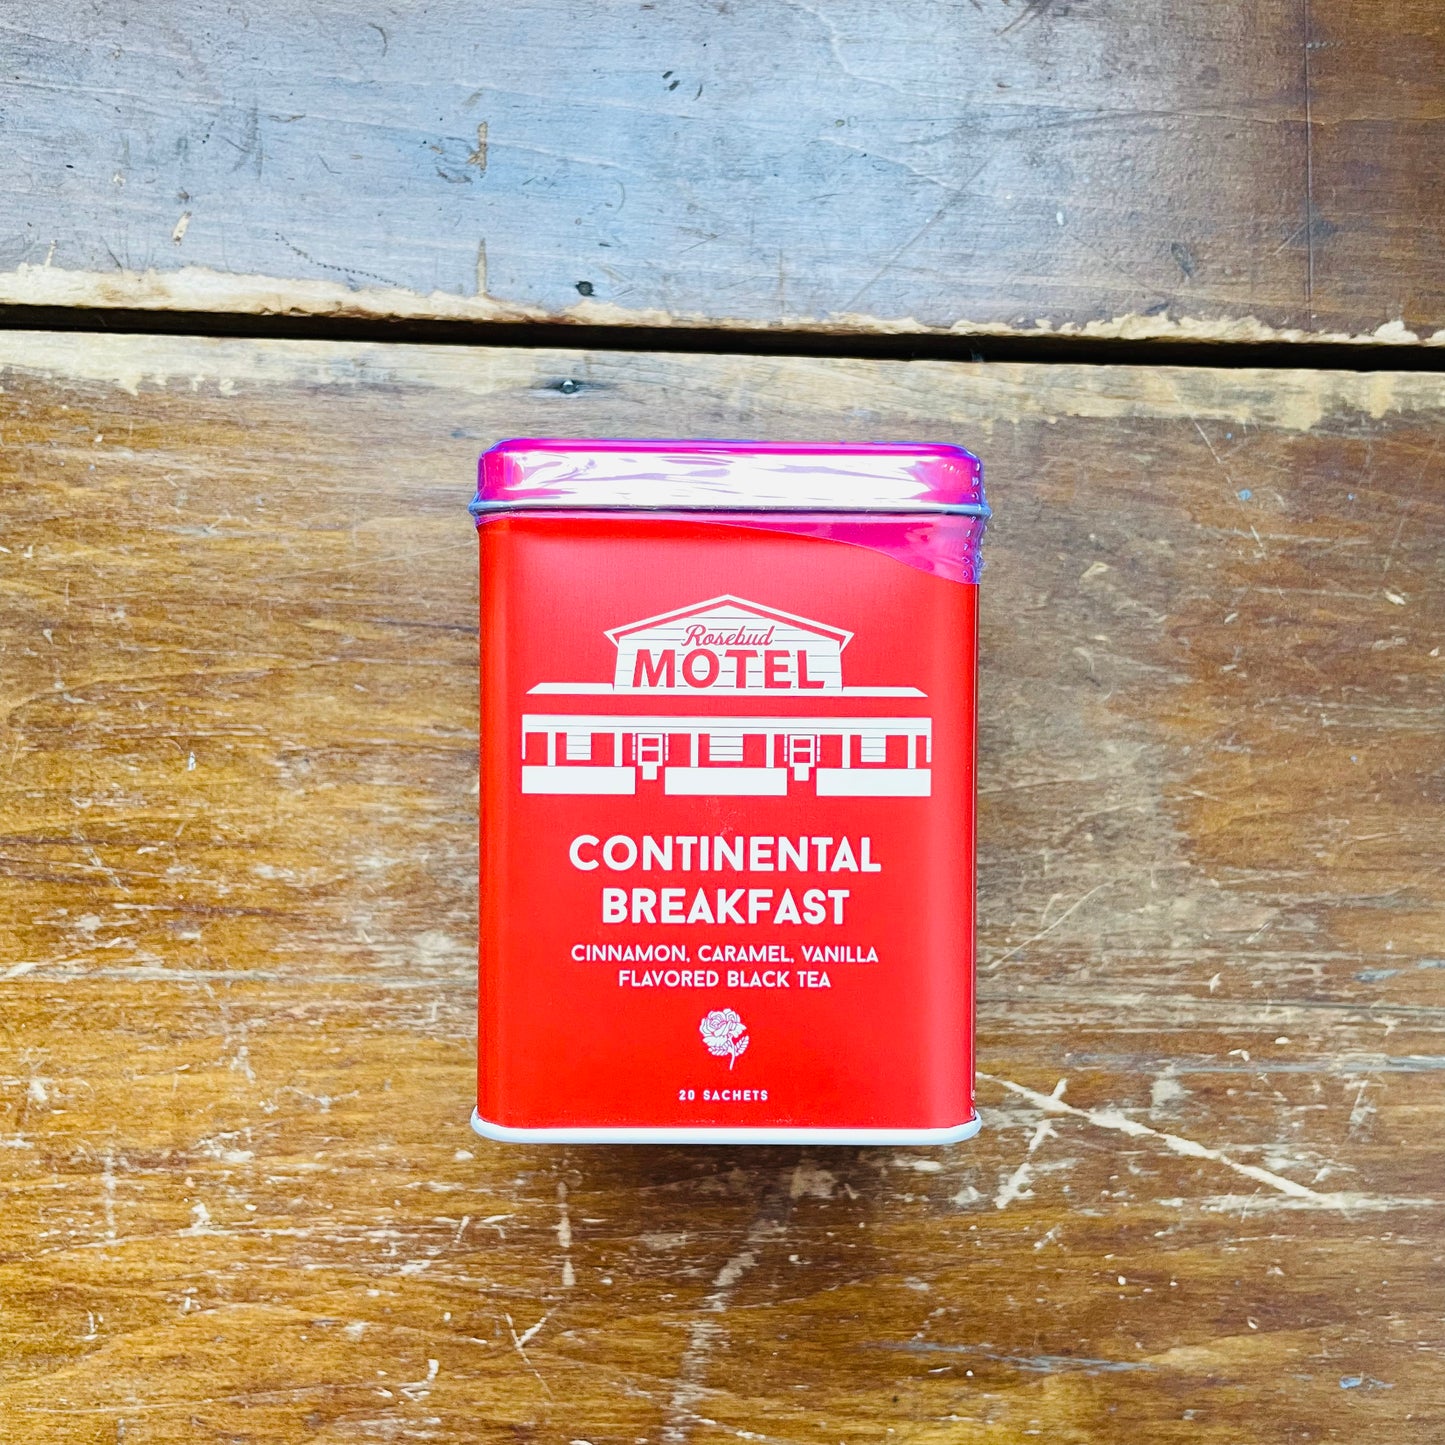 Rosebud
MOTEL
CONTINENTAL
BREAKFAST
CINNAMON, CARAMEL, VANILLA
FLAVORED BLACK TEA
20 SACHETS